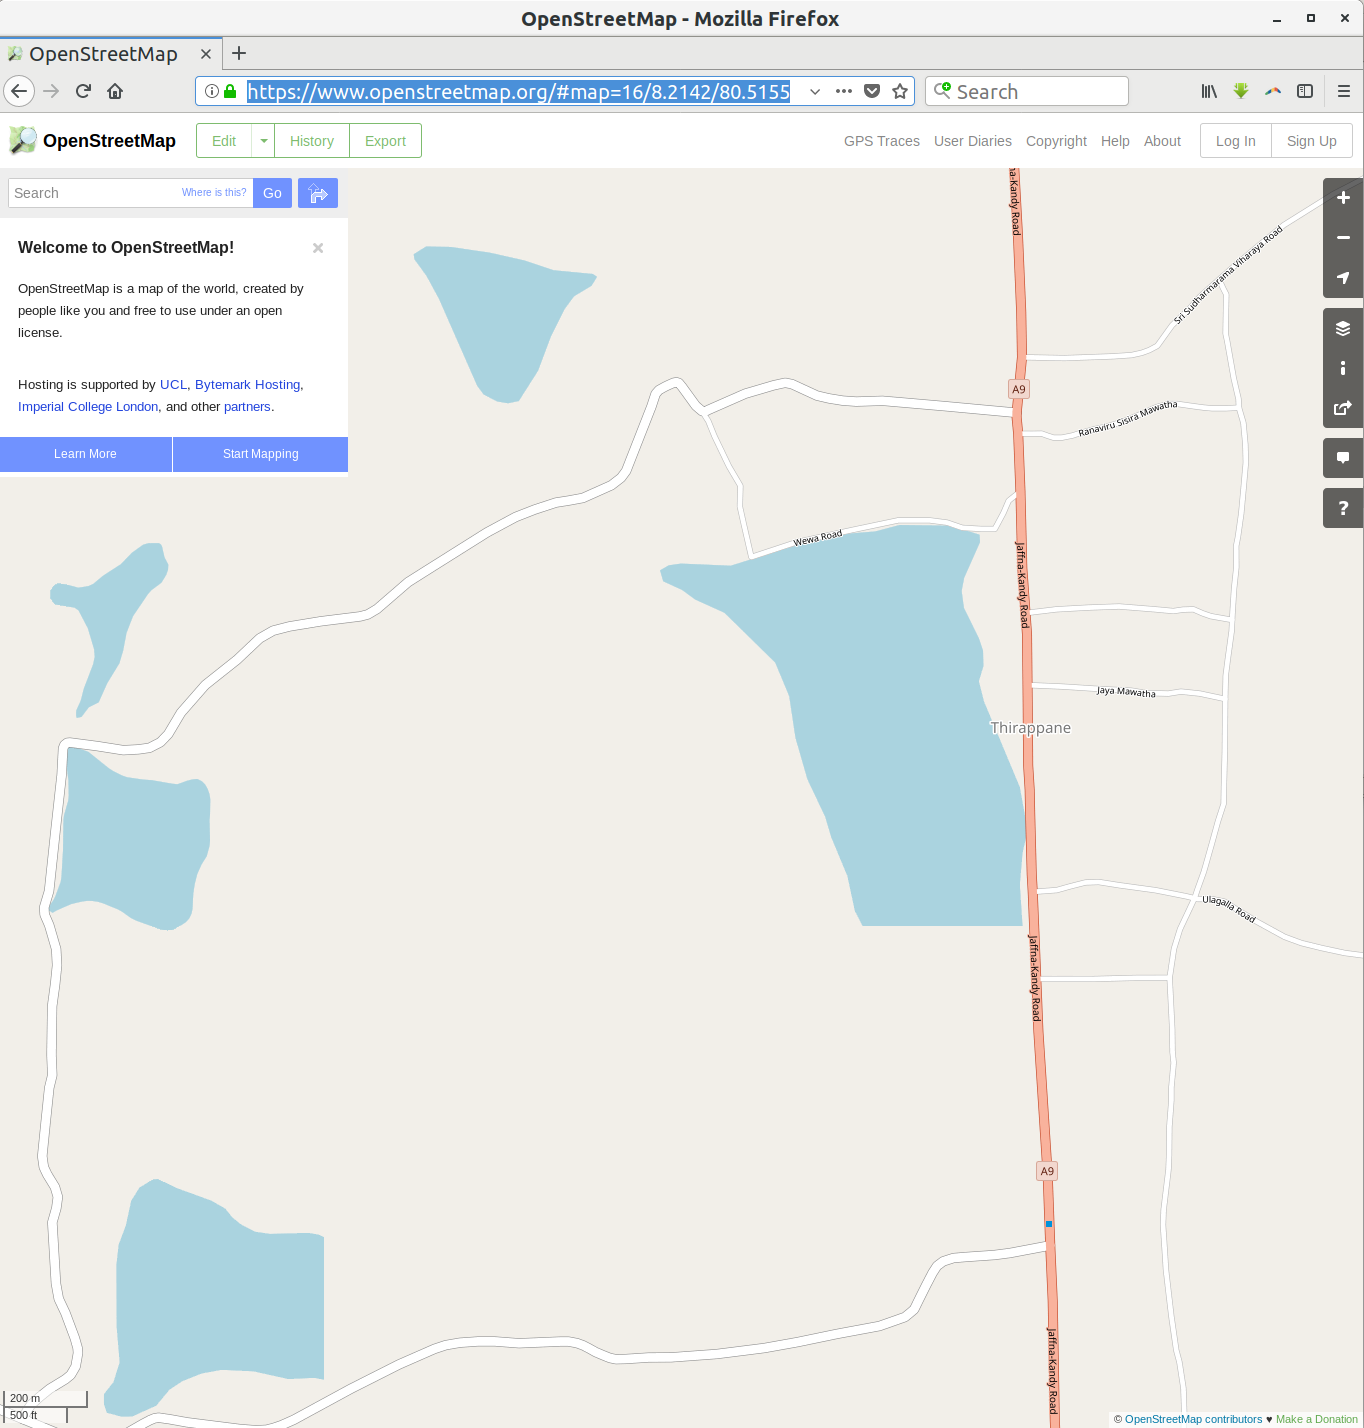 OpenStreetMap - Mozilla Firefox
OpenStreetMap
https://www.openstreetmap.org/#map=16/8.2142/80.5155
Search
OpenStreetMap
Edit
History
Export
GPS Traces
User Diaries
Copyright
Help
About
Log In
Sign Up
Search
Where is this?
Go
Welcome to OpenStreetMap!
OpenStreetMap is a map of the world, created by
people like you and free to use under an open
license.
Hosting is supported by UCL, Bytemark Hosting,
Imperial College London, and other partners.
Learn More
Start Mapping
na-Kandy Road
Sri Sudharmarama Viharaya Road
A9
Ranaviru Sisira Mawatha
Wewa Road
Jaffna-Kandy Road
Jaya Mawatha
Thirappane
Ulagalla Road
Jaffna-Kandy Road
A9
Jaffna-Kandy Road
200 m
500 ft
© OpenStreetMap contributors ♥ Make a Donation